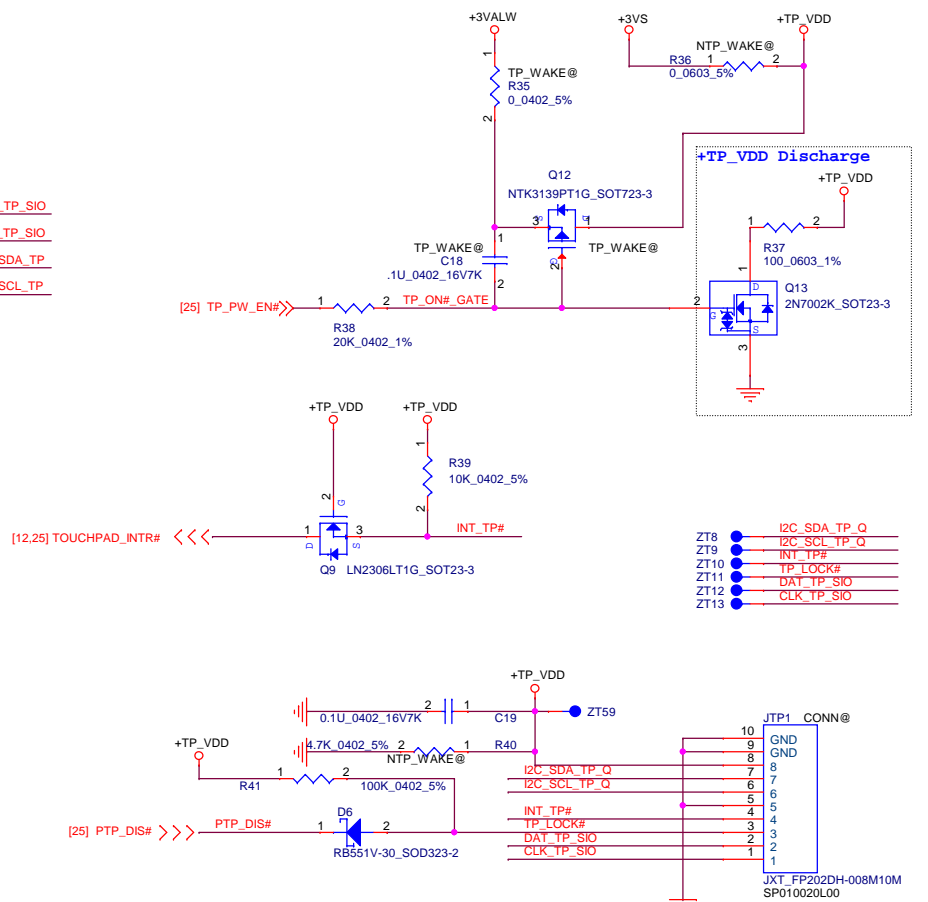 +3VALW
+3VS
+TP_VDD
1
TP_WAKE@
R35
0_0402_5%
2
NTP_WAKE@
R36
1
2
0_0603_5%
+TP_VDD Discharge
+TP_VDD
1
2
R37
100_0603_1%
Q12
NTK3139PT1G_SOT723-3
3
S
D
1
G
2
TP_WAKE@
TP_WAKE@
1
C18
.1U_0402_16V7K
2
_TP_SIO
_TP_SIO
SDA_TP
SCL_TP
[25] TP_PW_EN#
1
2
TP_ON#_GATE
R38
20K_0402_1%
1
D
Q13
2N7002K_SOT23-3
2
G
S
3
+TP_VDD
+TP_VDD
1
R39
10K_0402_5%
2
2
G
[12,25] TOUCHPAD_INTR#
1
3
INT_TP#
D
S
Q9 LN2306LT1G_SOT23-3
ZT8
I2C_SDA_TP_Q
ZT9
I2C_SCL_TP_Q
ZT10
INT_TP#
ZT11
TP_LOCK#
ZT12
DAT_TP_SIO
ZT13
CLK_TP_SIO
+TP_VDD
2
1
0.1U_0402_16V7K
C19
ZT59
4.7K_0402_5%
2
1
R40
NTP_WAKE@
+TP_VDD
1
2
R41
100K_0402_5%
[25] PTP_DIS#
PTP_DIS#
1
D6
2
RB551V-30_SOD323-2
I2C_SDA_TP_Q
I2C_SCL_TP_Q
INT_TP#
TP_LOCK#
DAT_TP_SIO
CLK_TP_SIO
JTP1 CONN@
10
GND
9
GND
8
8
7
7
6
6
5
5
4
4
3
3
2
2
1
1
JXT_FP202DH-008M10M
SP010020L00